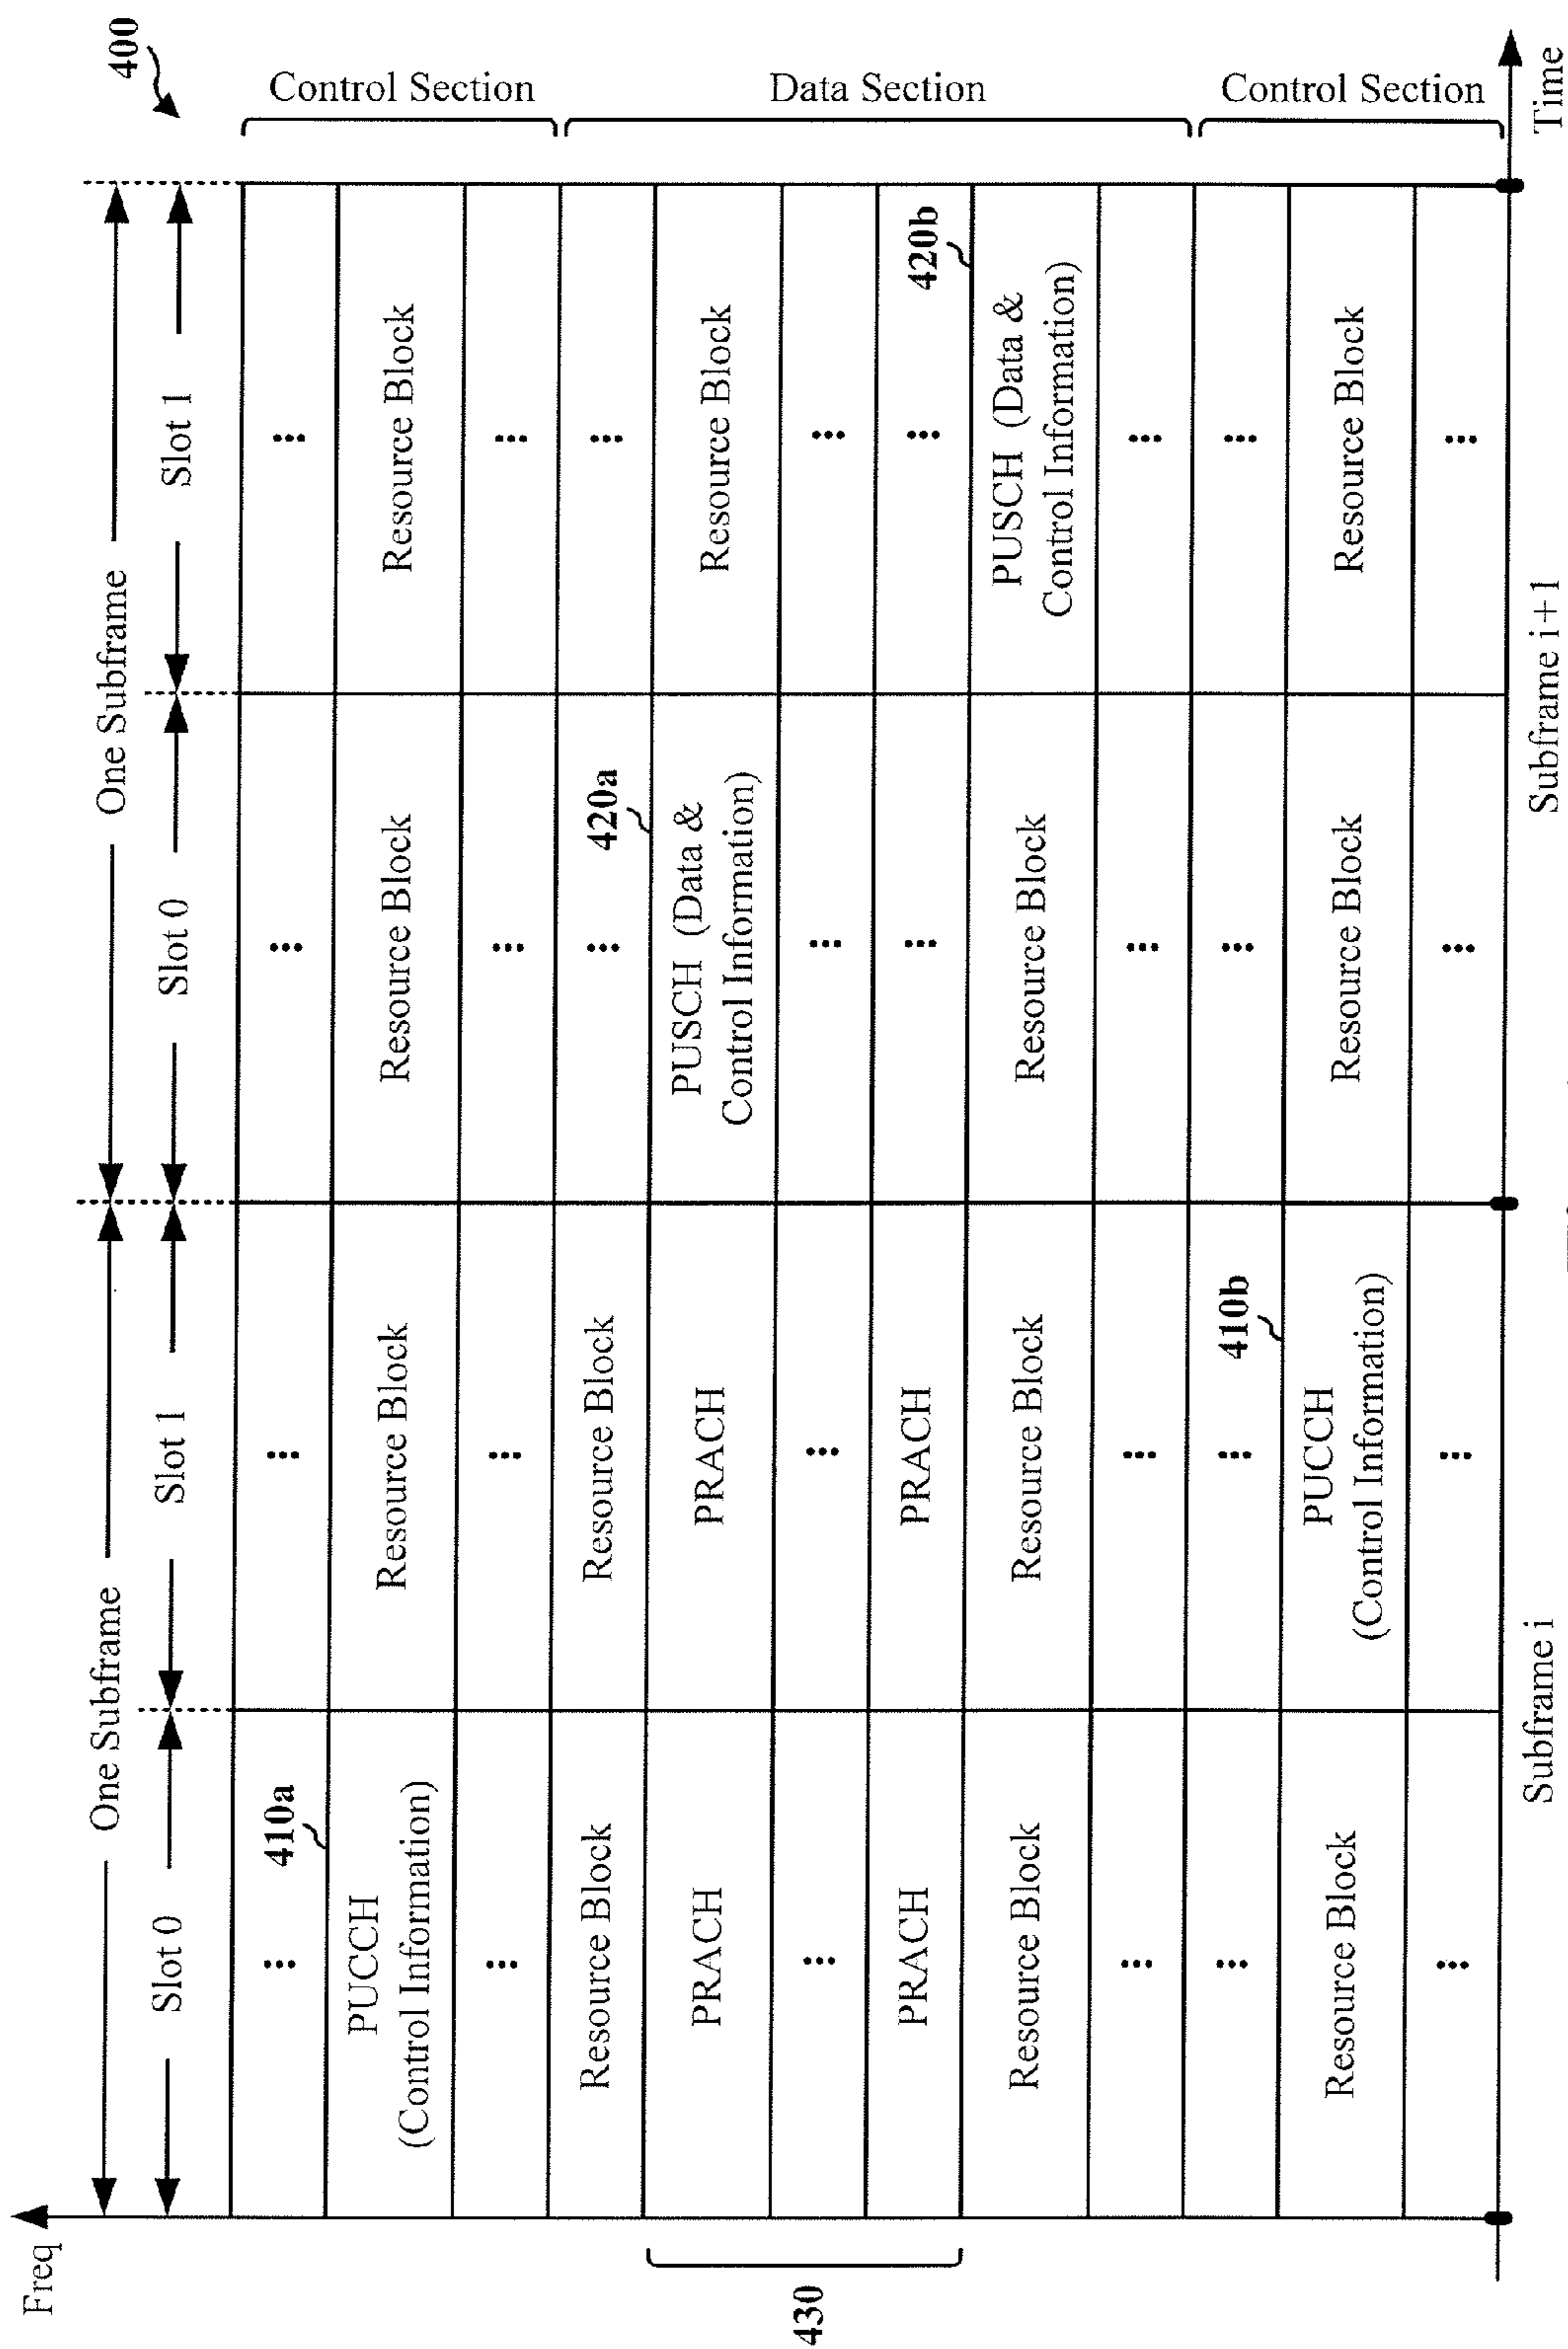 400
Freq
One Subframe
One Subframe
Slot 0
Slot 1
Slot 0
Slot 1
...
...
...
...
Control Section
410a
PUCCH
(Control Information)
Resource Block
Resource Block
Resource Block
...
...
...
...
Resource Block
Resource Block
...
...
Data Section
420a
430
PRACH
PRACH
PUSCH (Data &
Control Information)
Resource Block
...
...
...
...
PRACH
PRACH
...
...
420b
Resource Block
Resource Block
Resource Block
PUSCH (Data &
Control Information)
...
...
...
...
...
...
...
...
Control Section
410b
Resource Block
PUCCH
(Control Information)
Resource Block
Resource Block
...
...
...
...
Subframe i
Subframe i+1
Time